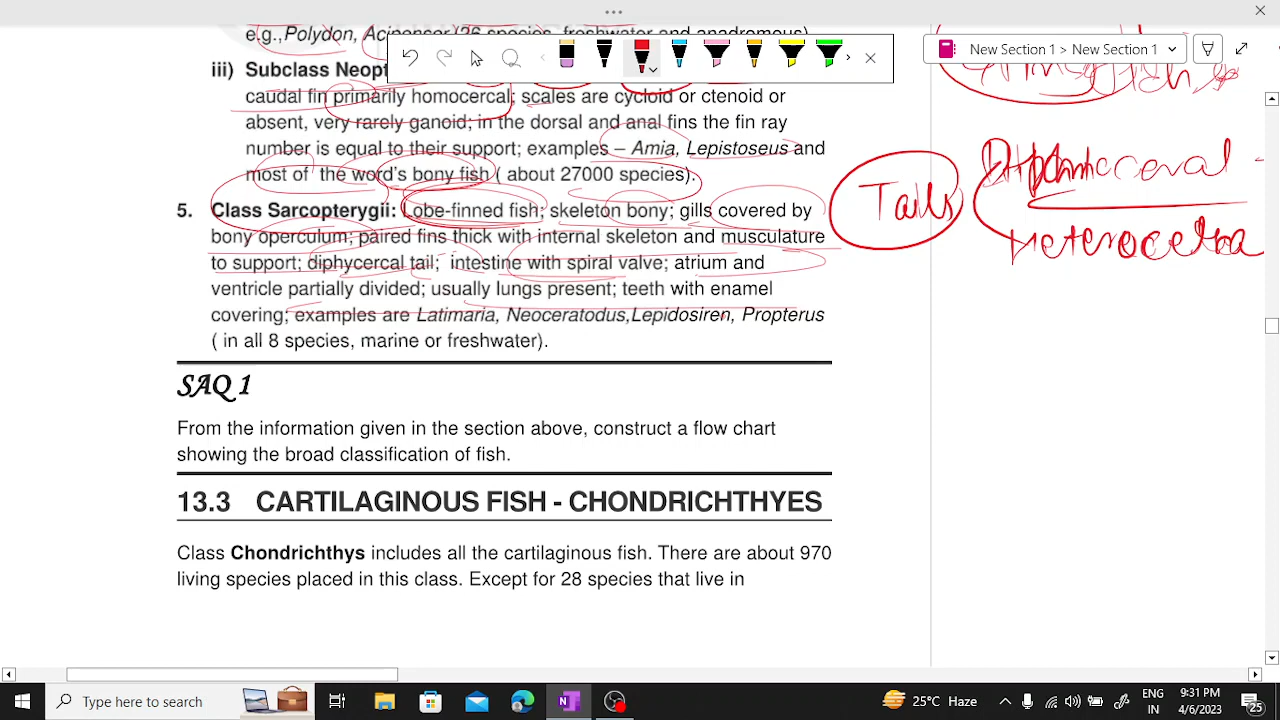 e.g.,Polydon, Acipenser (26 species, freshwater and anadromous)
iii) Subclass Neopt
caudal fin primarily homocercal; scales are cycloid or ctenoid or
absent, very rarely ganoid; in the dorsal and anal fins the fin ray
number is equal to their support; examples – Amia, Lepistoseus and
most of the word's bony fish ( about 27000 species).
5. Class Sarcopterygii: Lobe-finned fish; skeleton bony; gills covered by
bony operculum; paired fins thick with internal skeleton and musculature
to support; diphycercal tail; intestine with spiral valve; atrium and
ventricle partially divided; usually lungs present; teeth with enamel
covering; examples are Latimaria, Neoceratodus,Lepidosiren, Propterus
( in all 8 species, marine or freshwater).
SAQ 1
From the information given in the section above, construct a flow chart
showing the broad classification of fish.
13.3 CARTILAGINOUS FISH - CHONDRICHTHYES
Class Chondrichthys includes all the cartilaginous fish. There are about 970
living species placed in this class. Except for 28 species that live in
New Section 1 > New Section 1
Tails
Type here to search
25°C Haze
ENG
IN
9:31 PM
4/6/2023
25